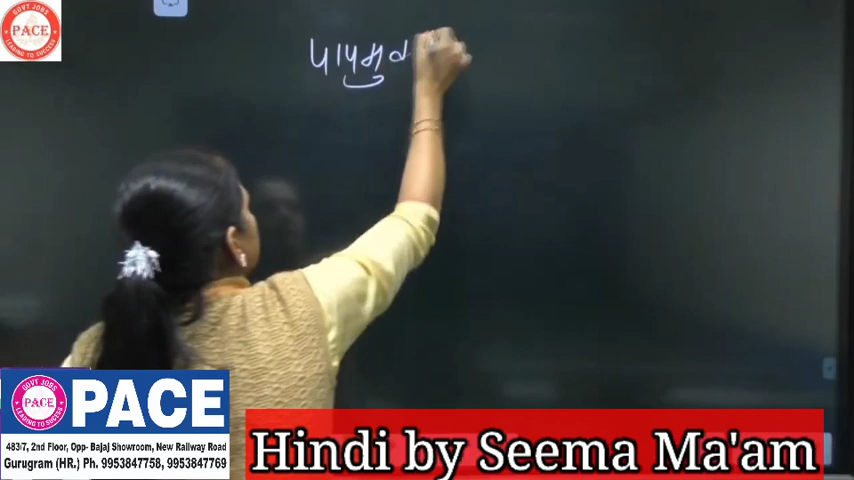 GOVT JOBS
PACE
LEADING TO SUCCESS
GOVT JOBS
PACE
LEADING TO SUCCESS
PACE
483/7, 2nd Floor, Opp- Bajaj Showroom, New Railway Road
Gurugram (HR.) Ph. 9953847758, 9953847769
Hindi by Seema Ma'am